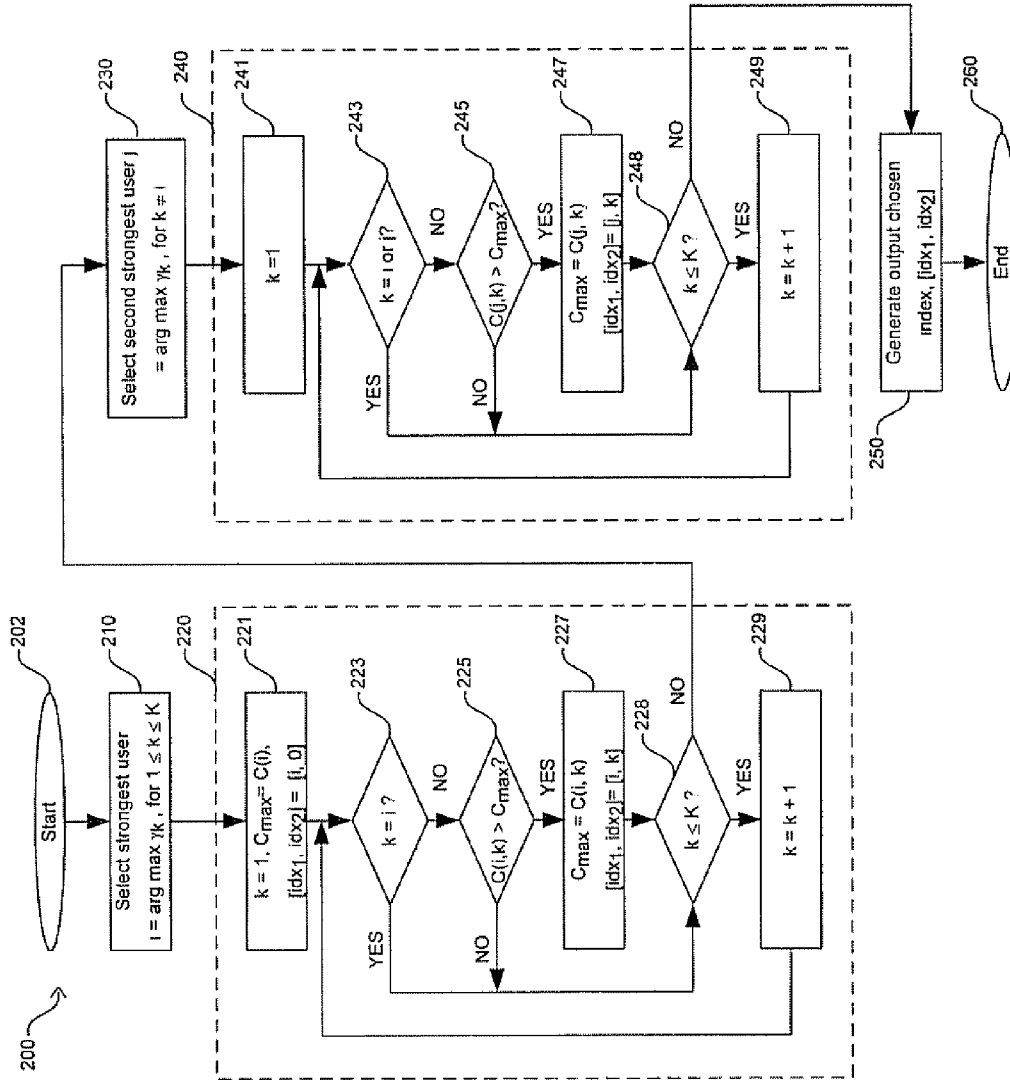 200
Start
202
Select strongest user
i = arg max γk, for 1 ≤ k ≤ K
210
220
k = 1, Cmax = C(i),
[idx1, idx2] = [i, 0]
221
k = i ?
223
YES
NO
C(i,k) > Cmax?
225
NO
YES
Cmax = C(i, k)
[idx1, idx2] = [i, k]
227
228
k ≤ K ?
NO
YES
k = k + 1
229
Select second strongest user j
= arg max γk, for k ≠ i
230
240
k =1
241
k = i or j?
243
YES
NO
C(j,k) > Cmax?
245
NO
YES
Cmax = C(j, k)
[idx1, idx2] = [j, k]
247
248
k ≤ K ?
NO
YES
k = k + 1
249
Generate output chosen
index, [idx1, idx2]
250
End
260